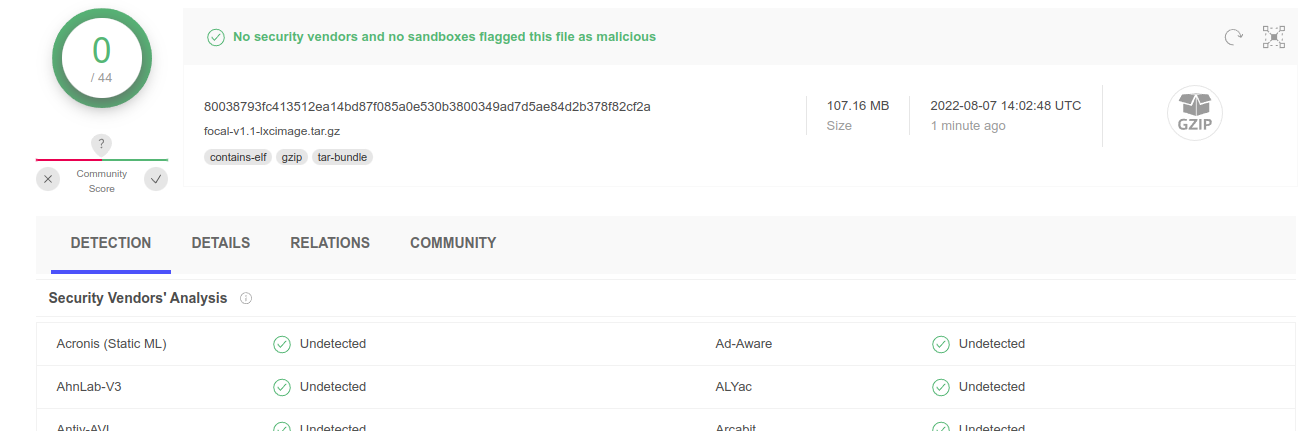 0
/ 44
No security vendors and no sandboxes flagged this file as malicious
80038793fc413512ea14bd87f085a0e530b3800349ad7d5ae84d2b378f82cf2a
focal-v1.1-lxcimage.tar.gz
contains-elf gzip tar-bundle
107.16 MB
Size
2022-08-07 14:02:48 UTC
1 minute ago
GZIP
?
Community
Score
DETECTION DETAILS RELATIONS COMMUNITY
Security Vendors' Analysis
Acronis (Static ML) Undetected Ad-Aware Undetected
AhnLab-V3 Undetected ALYac Undetected
Antiy-AVL Undetected Arcabit Undetected